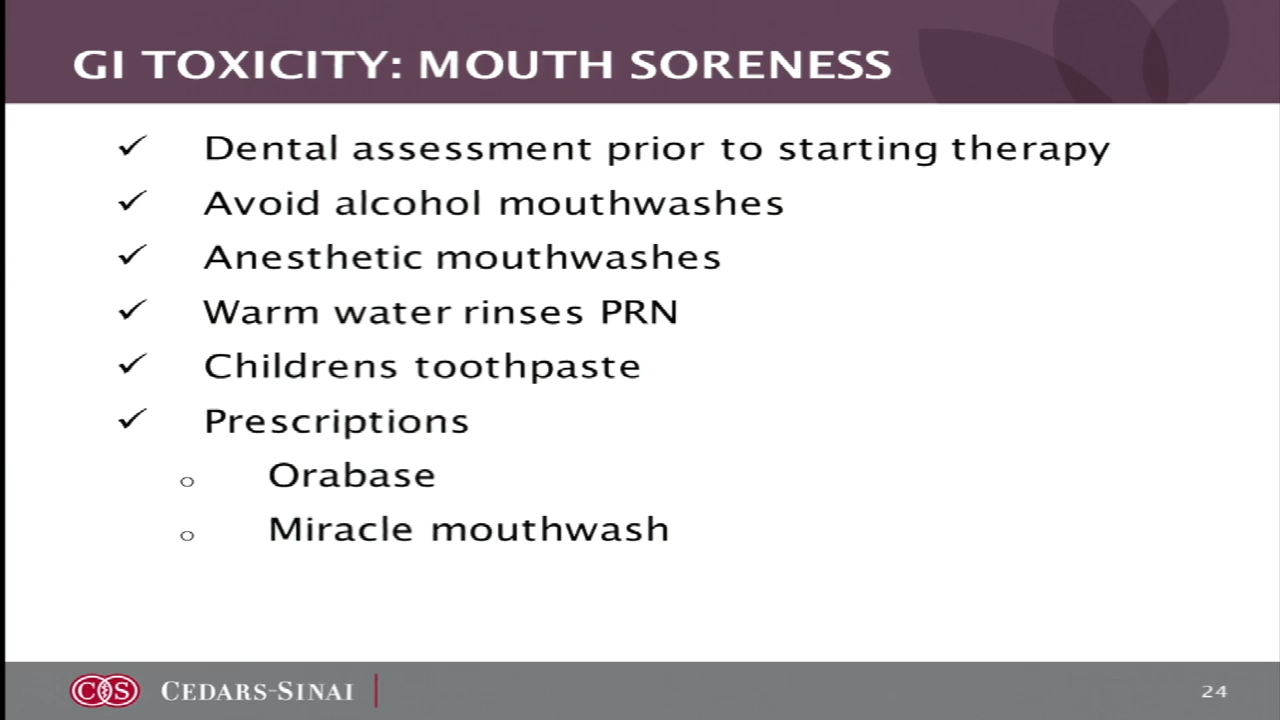 GI TOXICITY: MOUTH SORENESS
✓ Dental assessment prior to starting therapy
✓ Avoid alcohol mouthwashes
✓ Anesthetic mouthwashes
✓ Warm water rinses PRN
✓ Childrens toothpaste
✓ Prescriptions
o Orabase
o Miracle mouthwash
CS CEDARS-SINAI
24